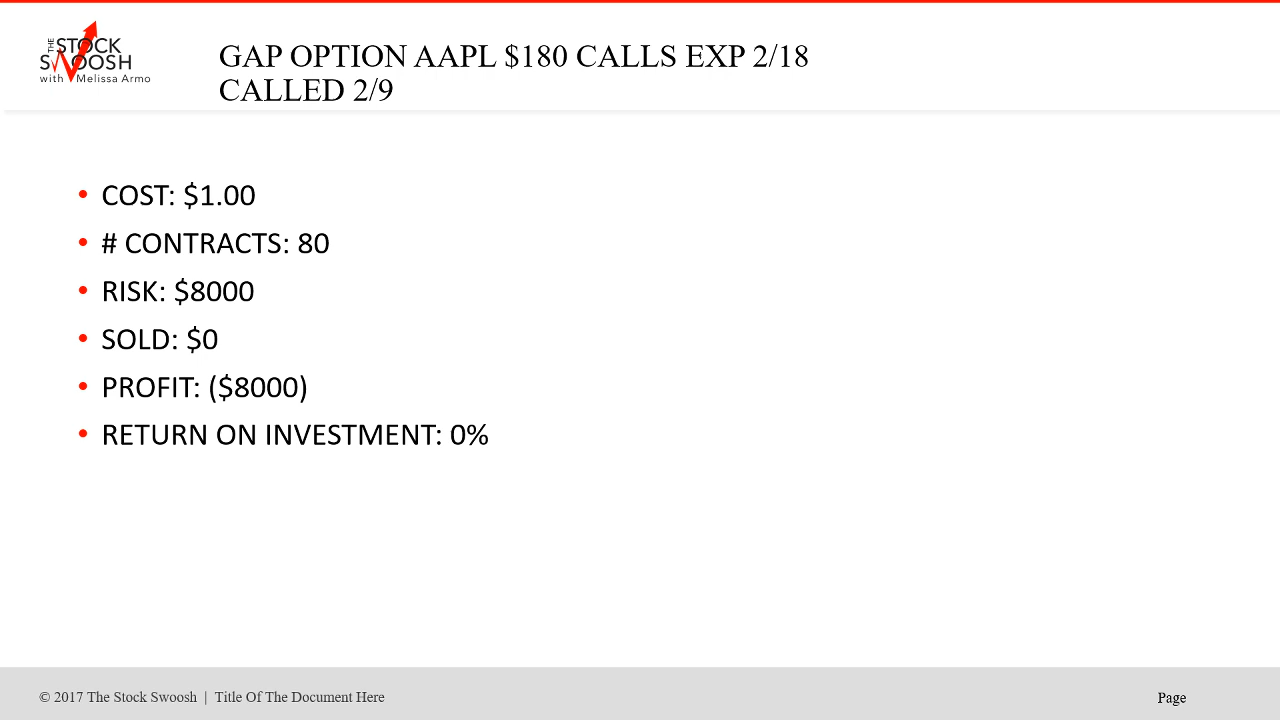 THE
STOCK
SWOOSH
with Melissa Armo
GAP OPTION AAPL $180 CALLS EXP 2/18
CALLED 2/9
• COST: $1.00
• # CONTRACTS: 80
• RISK: $8000
• SOLD: $0
• PROFIT: ($8000)
• RETURN ON INVESTMENT: 0%
© 2017 The Stock Swoosh | Title Of The Document Here
Page